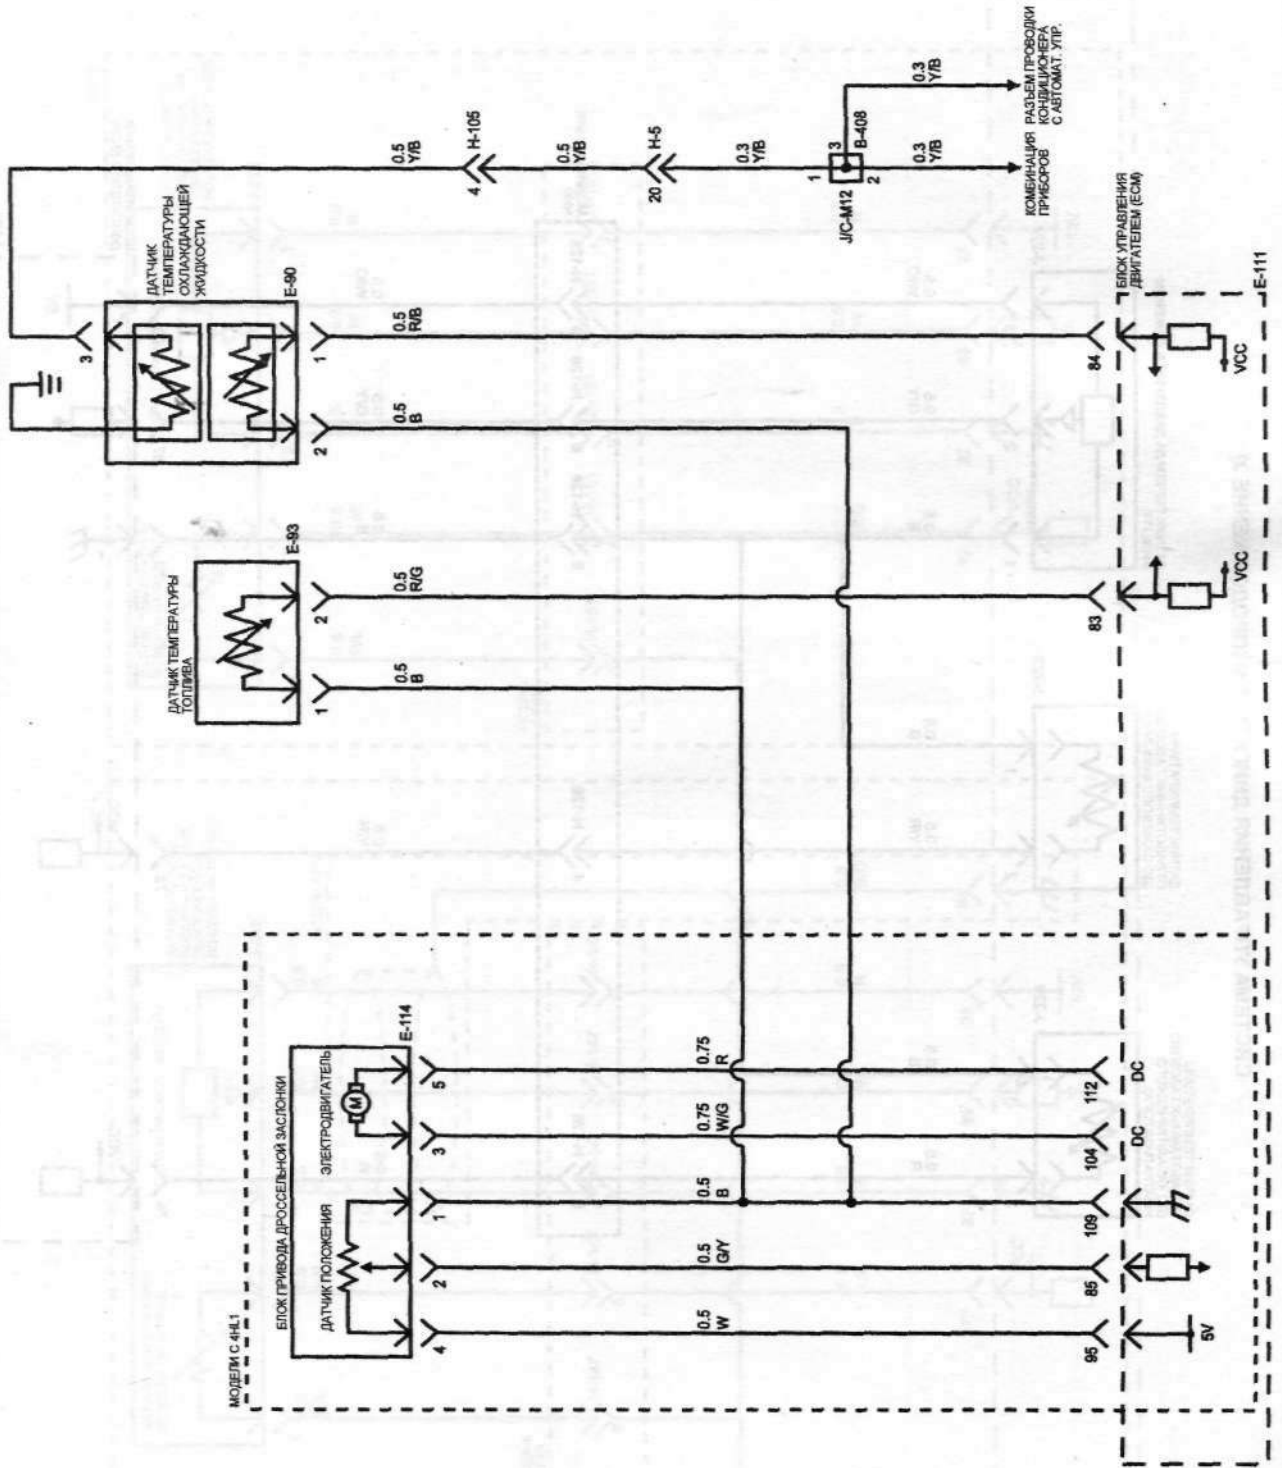 МОДЕЛИ С 4HL1
БЛОК ПРИВОДА ДРОССЕЛЬНОЙ ЗАСЛОНКИ
ДАТЧИК ПОЛОЖЕНИЯ
ЭЛЕКТРОДВИГАТЕЛЬ
M
E-114
4
2
1
3
5
0.5
W
0.5
G/Y
0.5
B
0.75
W/G
0.75
R
95
85
109
104
112
5V
DC
DC
ДАТЧИК ТЕМПЕРАТУРЫ
ТОПЛИВА
E-93
1
2
0.5
B
0.5
R/G
83
VCC
ДАТЧИК
ТЕМПЕРАТУРЫ
ОХЛАЖДАЮЩЕЙ
ЖИДКОСТИ
E-90
3
2
1
0.5
B
0.5
R/B
84
VCC
0.5
Y/B
4
H-105
0.5
Y/B
20
H-5
0.3
Y/B
1
3
2
J/C-M12
B-408
0.3
Y/B
0.3
Y/B
КОМБИНАЦИЯ
ПРИБОРОВ
РАЗЪЕМ ПРОВОДКИ
КОНДИЦИОНЕРА
С АВТОМАТ. УПР.
БЛОК УПРАВЛЕНИЯ
ДВИГАТЕЛЕМ (ECM)
E-111